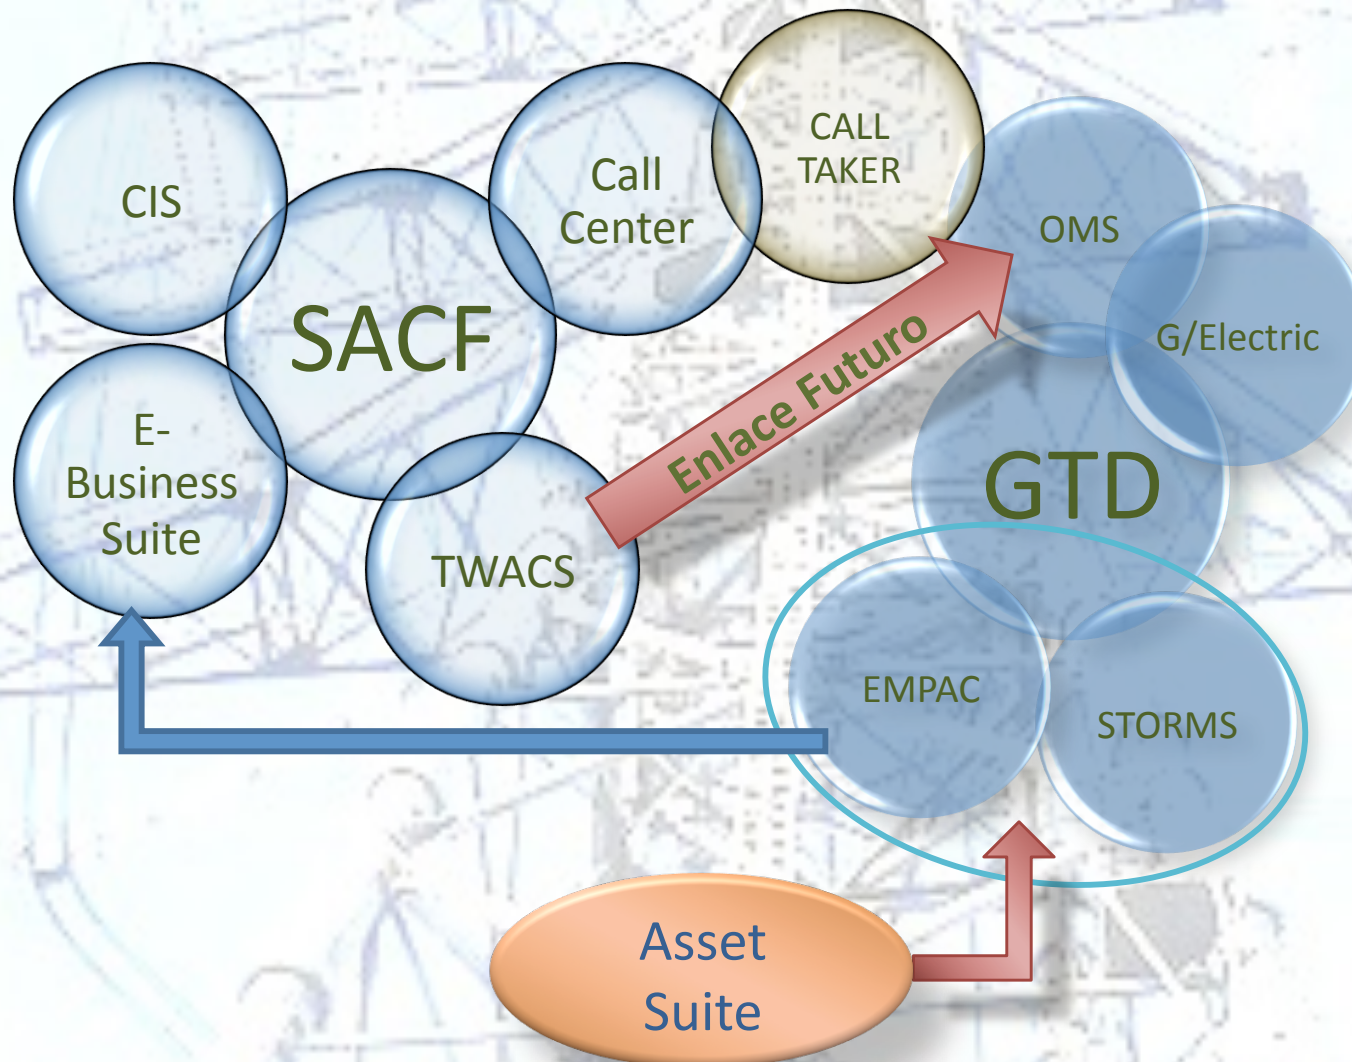 CIS
SACF
Call
Center
CALL
TAKER
OMS
G/Electric
E-
Business
Suite
TWACS
Enlace Futuro
GTD
EMPAC
STORMS
Asset
Suite